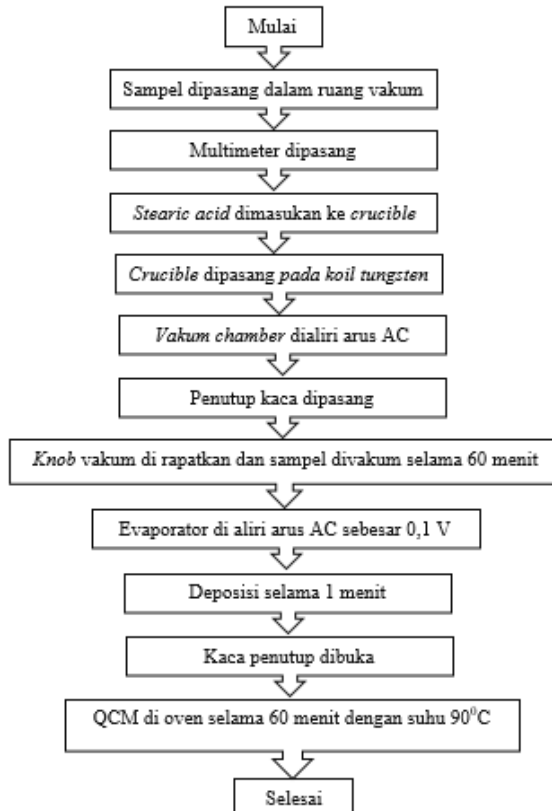 Mulai
Sampel dipasang dalam ruang vakum
Multimeter dipasang
Stearic acid dimasukan ke crucible
Crucible dipasang pada koil tungsten
Vakum chamber dialiri arus AC
Penutup kaca dipasang
Knob vakum di rapatkan dan sampel divakum selama 60 menit
Evaporator di aliri arus AC sebesar 0,1 V
Deposisi selama 1 menit
Kaca penutup dibuka
QCM di oven selama 60 menit dengan suhu 90⁰C
Selesai